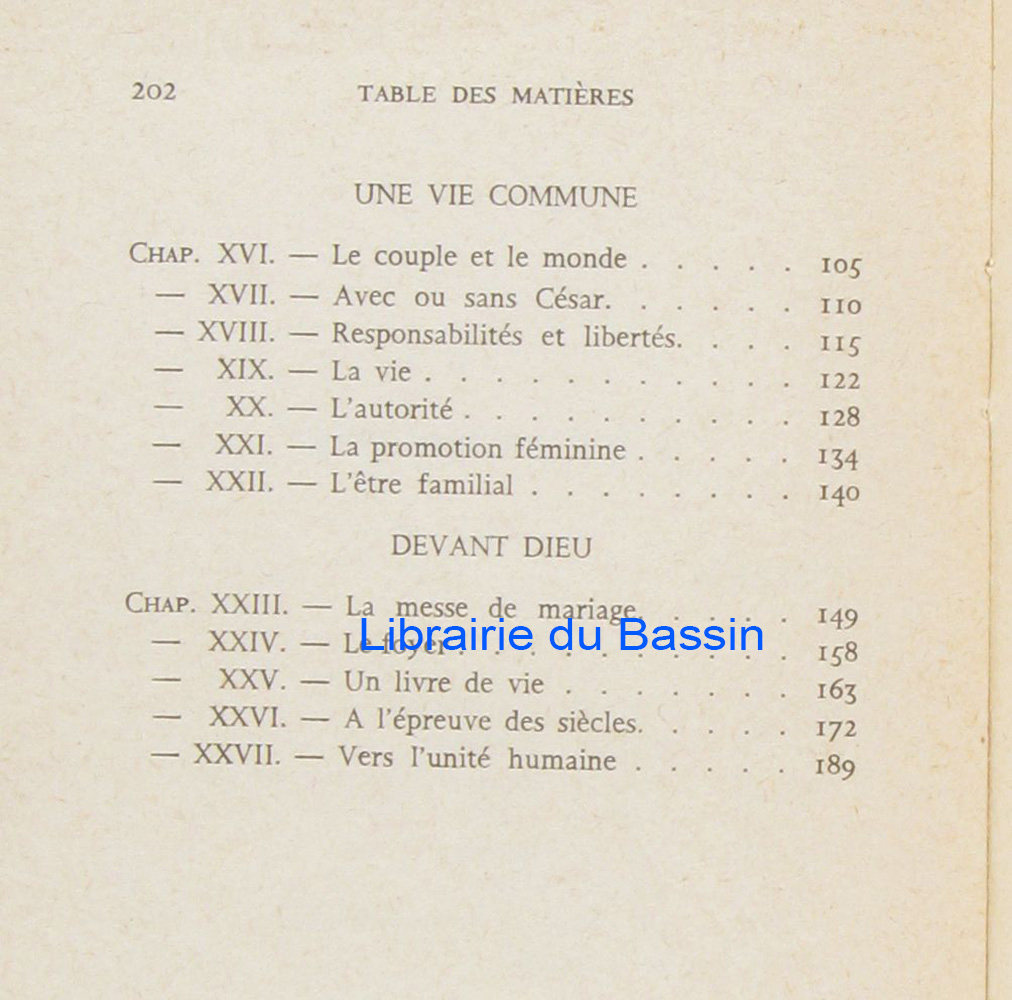 202 TABLE DES MATIÈRES
UNE VIE COMMUNE
CHAP. XVI. — Le couple et le monde . . . . . 105
— XVII. — Avec ou sans César. . . . . . 110
— XVIII. — Responsabilités et libertés. . . . 115
— XIX. — La vie . . . . . . . . . . . 122
— XX. — L'autorité . . . . . . . . . . 128
— XXI. — La promotion féminine . . . . . 134
— XXII. — L'être familial . . . . . . . . 140
DEVANT DIEU
CHAP. XXIII. — La messe de mariage. . . . . 149
Librairie du Bassin
— XXIV. — Le foyer . . . . . . . . . . 158
— XXV. — Un livre de vie . . . . . . . 163
— XXVI. — A l'épreuve des siècles. . . . . 172
— XXVII. — Vers l'unité humaine . . . . . 189